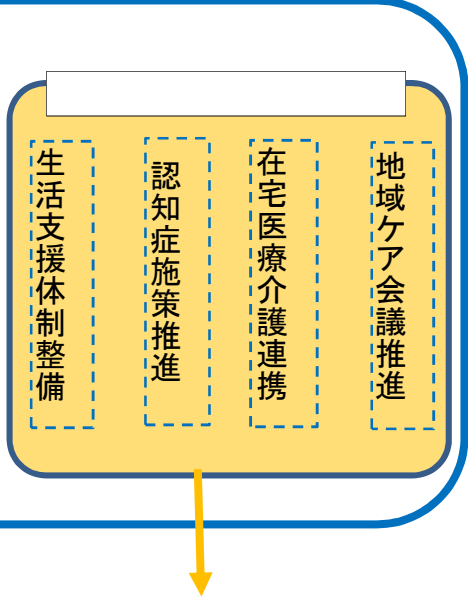 地域ケア会議推進
在宅医療介護連携
認知症施策推進
生活支援体制整備